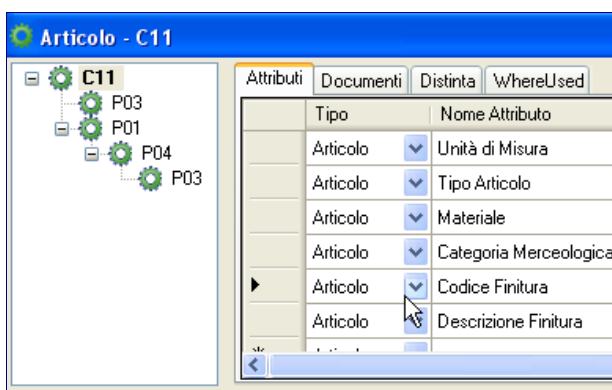 Articolo - C11
C11
P03
P01
P04
P03
Attributi Documenti Distinta WhereUsed
Tipo Nome Attributo
Articolo Unità di Misura
Articolo Tipo Articolo
Articolo Materiale
Articolo Categoria Merceologica
Articolo Codice Finitura
Articolo Descrizione Finitura